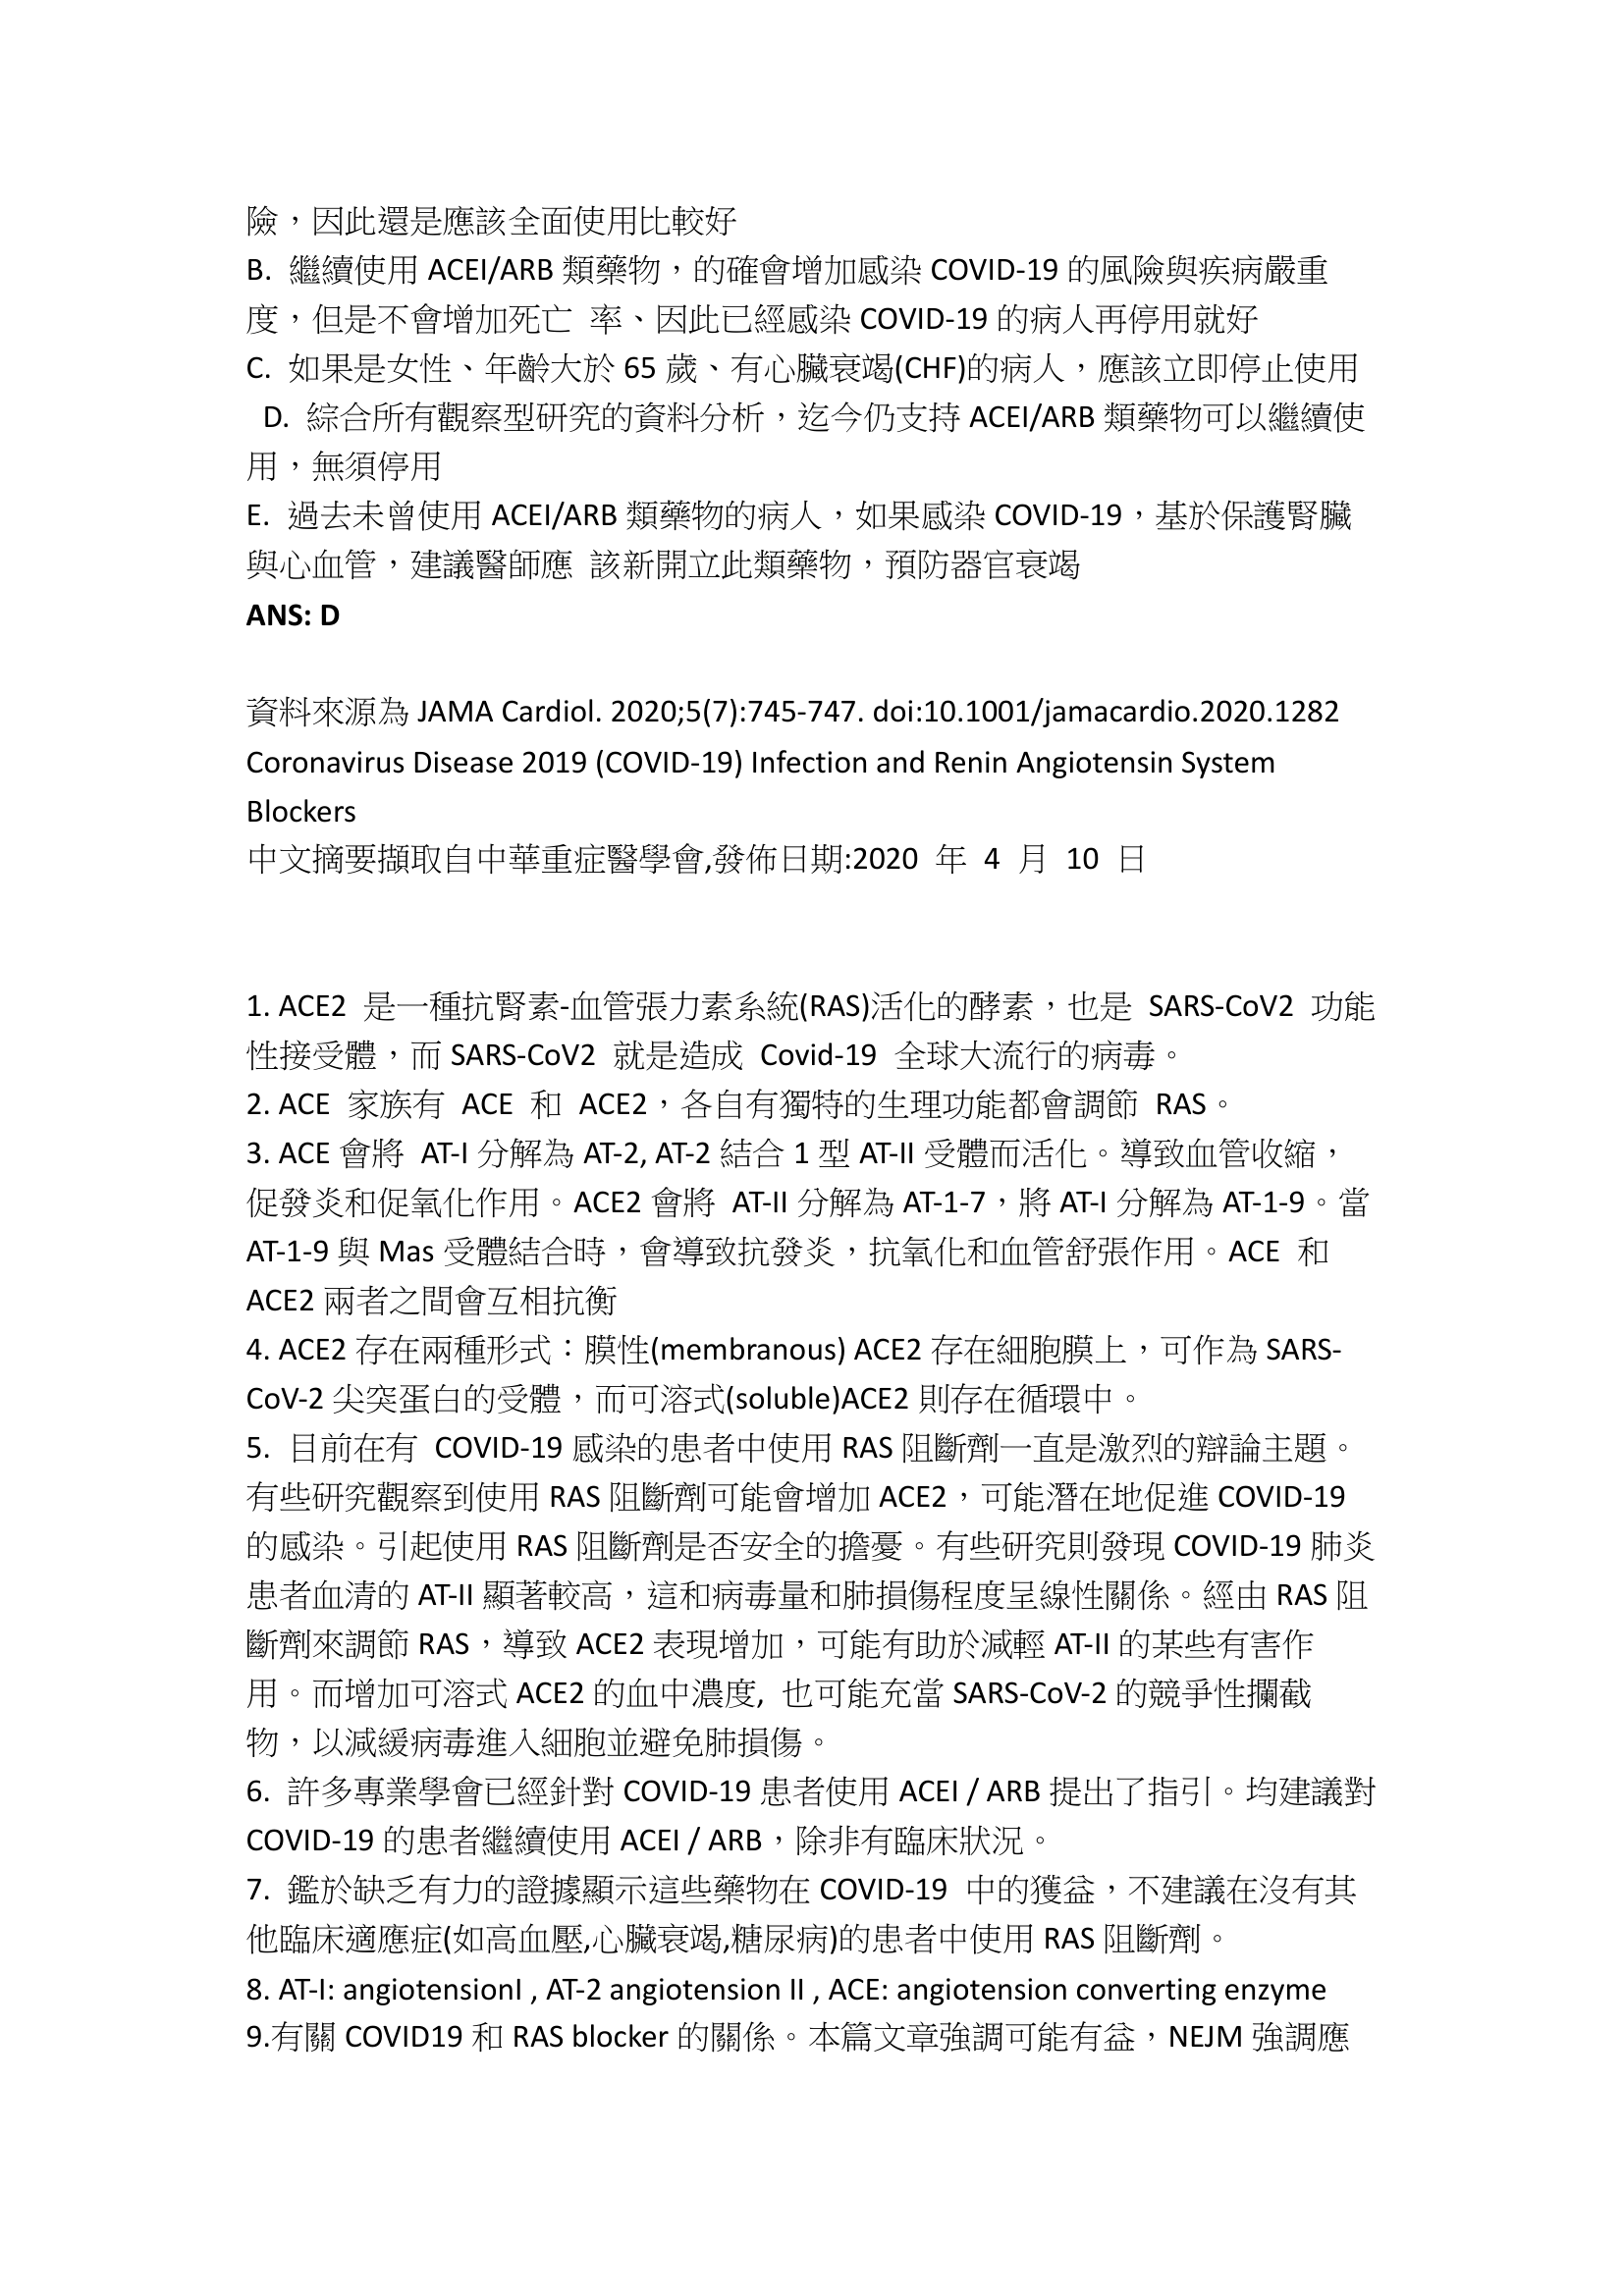 險，因此還是應該全面使用比較好
B. 繼續使用 ACEI/ARB 類藥物，的確會增加感染 COVID-19 的風險與疾病嚴重
度，但是不會增加死亡 率、因此已經感染 COVID-19 的病人再停用就好
C. 如果是女性、年齡大於 65 歲、有心臟衰竭(CHF)的病人，應該立即停止使用
D. 綜合所有觀察型研究的資料分析，迄今仍支持 ACEI/ARB 類藥物可以繼續使
用，無須停用
E. 過去未曾使用 ACEI/ARB 類藥物的病人，如果感染 COVID-19，基於保護腎臟
與心血管，建議醫師應 該新開立此類藥物，預防器官衰竭
ANS: D
資料來源為 JAMA Cardiol. 2020;5(7):745-747. doi:10.1001/jamacardio.2020.1282
Coronavirus Disease 2019 (COVID-19) Infection and Renin Angiotensin System
Blockers
中文摘要擷取自中華重症醫學會,發佈日期:2020 年 4 月 10 日
1. ACE2 是一種抗腎素-血管張力素系統(RAS)活化的酵素，也是 SARS-CoV2 功能
性接受體，而 SARS-CoV2 就是造成 Covid-19 全球大流行的病毒。
2. ACE 家族有 ACE 和 ACE2，各自有獨特的生理功能都會調節 RAS。
3. ACE 會將 AT-I 分解為 AT-2, AT-2 結合 1 型 AT-II 受體而活化。導致血管收縮，
促發炎和促氧化作用。ACE2 會將 AT-II 分解為 AT-1-7，將 AT-I 分解為 AT-1-9。當
AT-1-9 與 Mas 受體結合時，會導致抗發炎，抗氧化和血管舒張作用。ACE 和
ACE2 兩者之間會互相抗衡
4. ACE2 存在兩種形式：膜性(membranous) ACE2 存在細胞膜上，可作為 SARS-
CoV-2 尖突蛋白的受體，而可溶式(soluble)ACE2 則存在循環中。
5. 目前在有 COVID-19 感染的患者中使用 RAS 阻斷劑一直是激烈的辯論主題。
有些研究觀察到使用 RAS 阻斷劑可能會增加 ACE2，可能潛在地促進 COVID-19
的感染。引起使用 RAS 阻斷劑是否安全的擔憂。有些研究則發現 COVID-19 肺炎
患者血清的 AT-II 顯著較高，這和病毒量和肺損傷程度呈線性關係。經由 RAS 阻
斷劑來調節 RAS，導致 ACE2 表現增加，可能有助於減輕 AT-II 的某些有害作
用。而增加可溶式 ACE2 的血中濃度, 也可能充當 SARS-CoV-2 的競爭性攔截
物，以減緩病毒進入細胞並避免肺損傷。
6. 許多專業學會已經針對 COVID-19 患者使用 ACEI / ARB 提出了指引。均建議對
COVID-19 的患者繼續使用 ACEI / ARB，除非有臨床狀況。
7. 鑑於缺乏有力的證據顯示這些藥物在 COVID-19 中的獲益，不建議在沒有其
他臨床適應症(如高血壓,心臟衰竭,糖尿病)的患者中使用 RAS 阻斷劑。
8. AT-I: angiotensionI , AT-2 angiotension II , ACE: angiotension converting enzyme
9.有關 COVID19 和 RAS blocker 的關係。本篇文章強調可能有益，NEJM 強調應